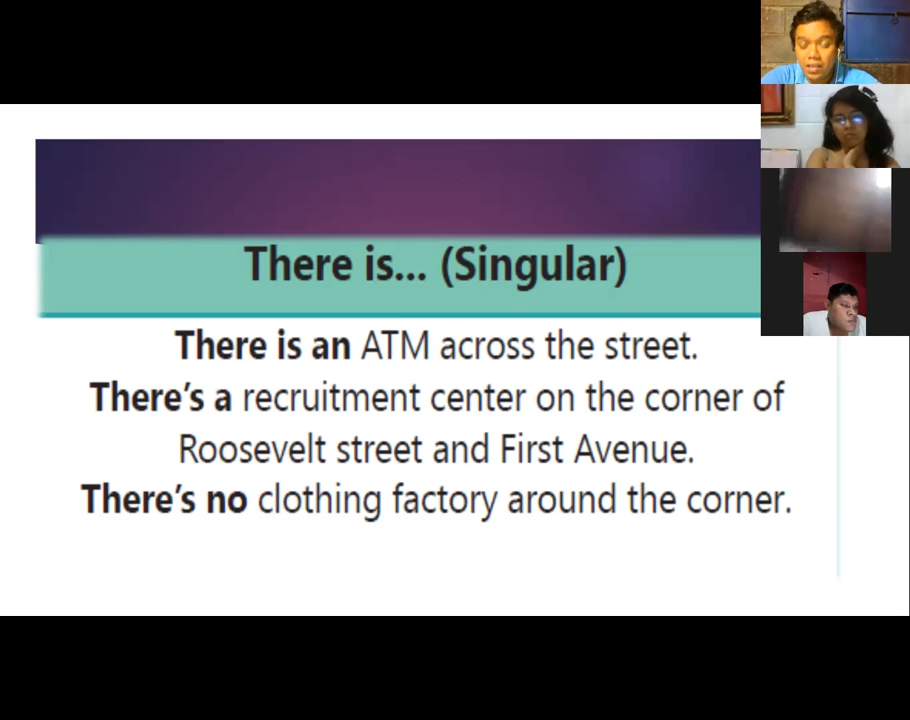 There is... (Singular)
There is an ATM across the street.
There's a recruitment center on the corner of
Roosevelt street and First Avenue.
There's no clothing factory around the corner.